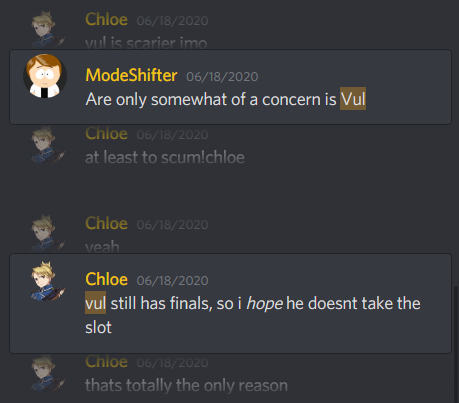 Chloe 06/18/2020
vul is scarier imo
ModeShifter 06/18/2020
Are only somewhat of a concern is Vul
Chloe 06/18/2020
at least to scum!chloe
Chloe 06/18/2020
yeah
Chloe 06/18/2020
vul still has finals, so i hope he doesnt take the
slot
Chloe 06/18/2020
thats totally the only reason